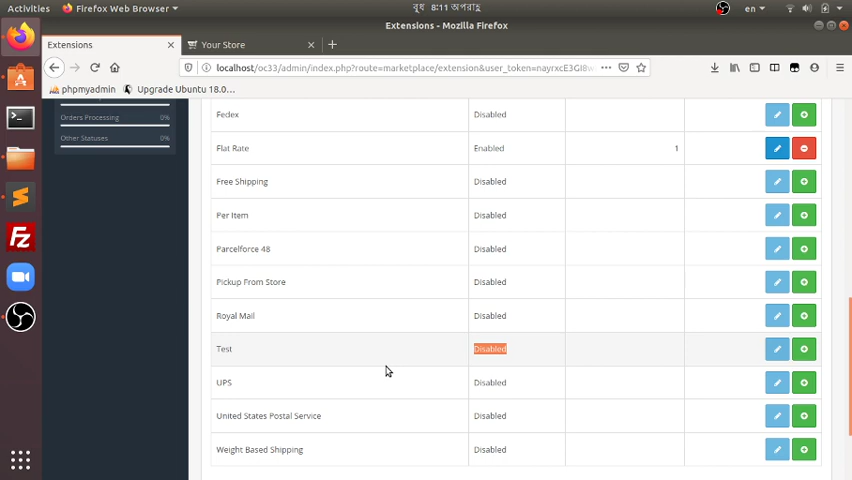 Activities
Firefox Web Browser
বুধ 8:11 অপরাহ্ণ
en
Extensions - Mozilla Firefox
Extensions
Your Store
localhost/oc33/admin/index.php?route=marketplace/extension&user_token=nayrxcE3GI8
phpmyadmin
Upgrade Ubuntu 18.0…
Orders Processing 0%
Other Statuses 0%
Fedex Disabled
Flat Rate Enabled 1
Free Shipping Disabled
Per Item Disabled
Parcelforce 48 Disabled
Pickup From Store Disabled
Royal Mail Disabled
Test Disabled
UPS Disabled
United States Postal Service Disabled
Weight Based Shipping Disabled